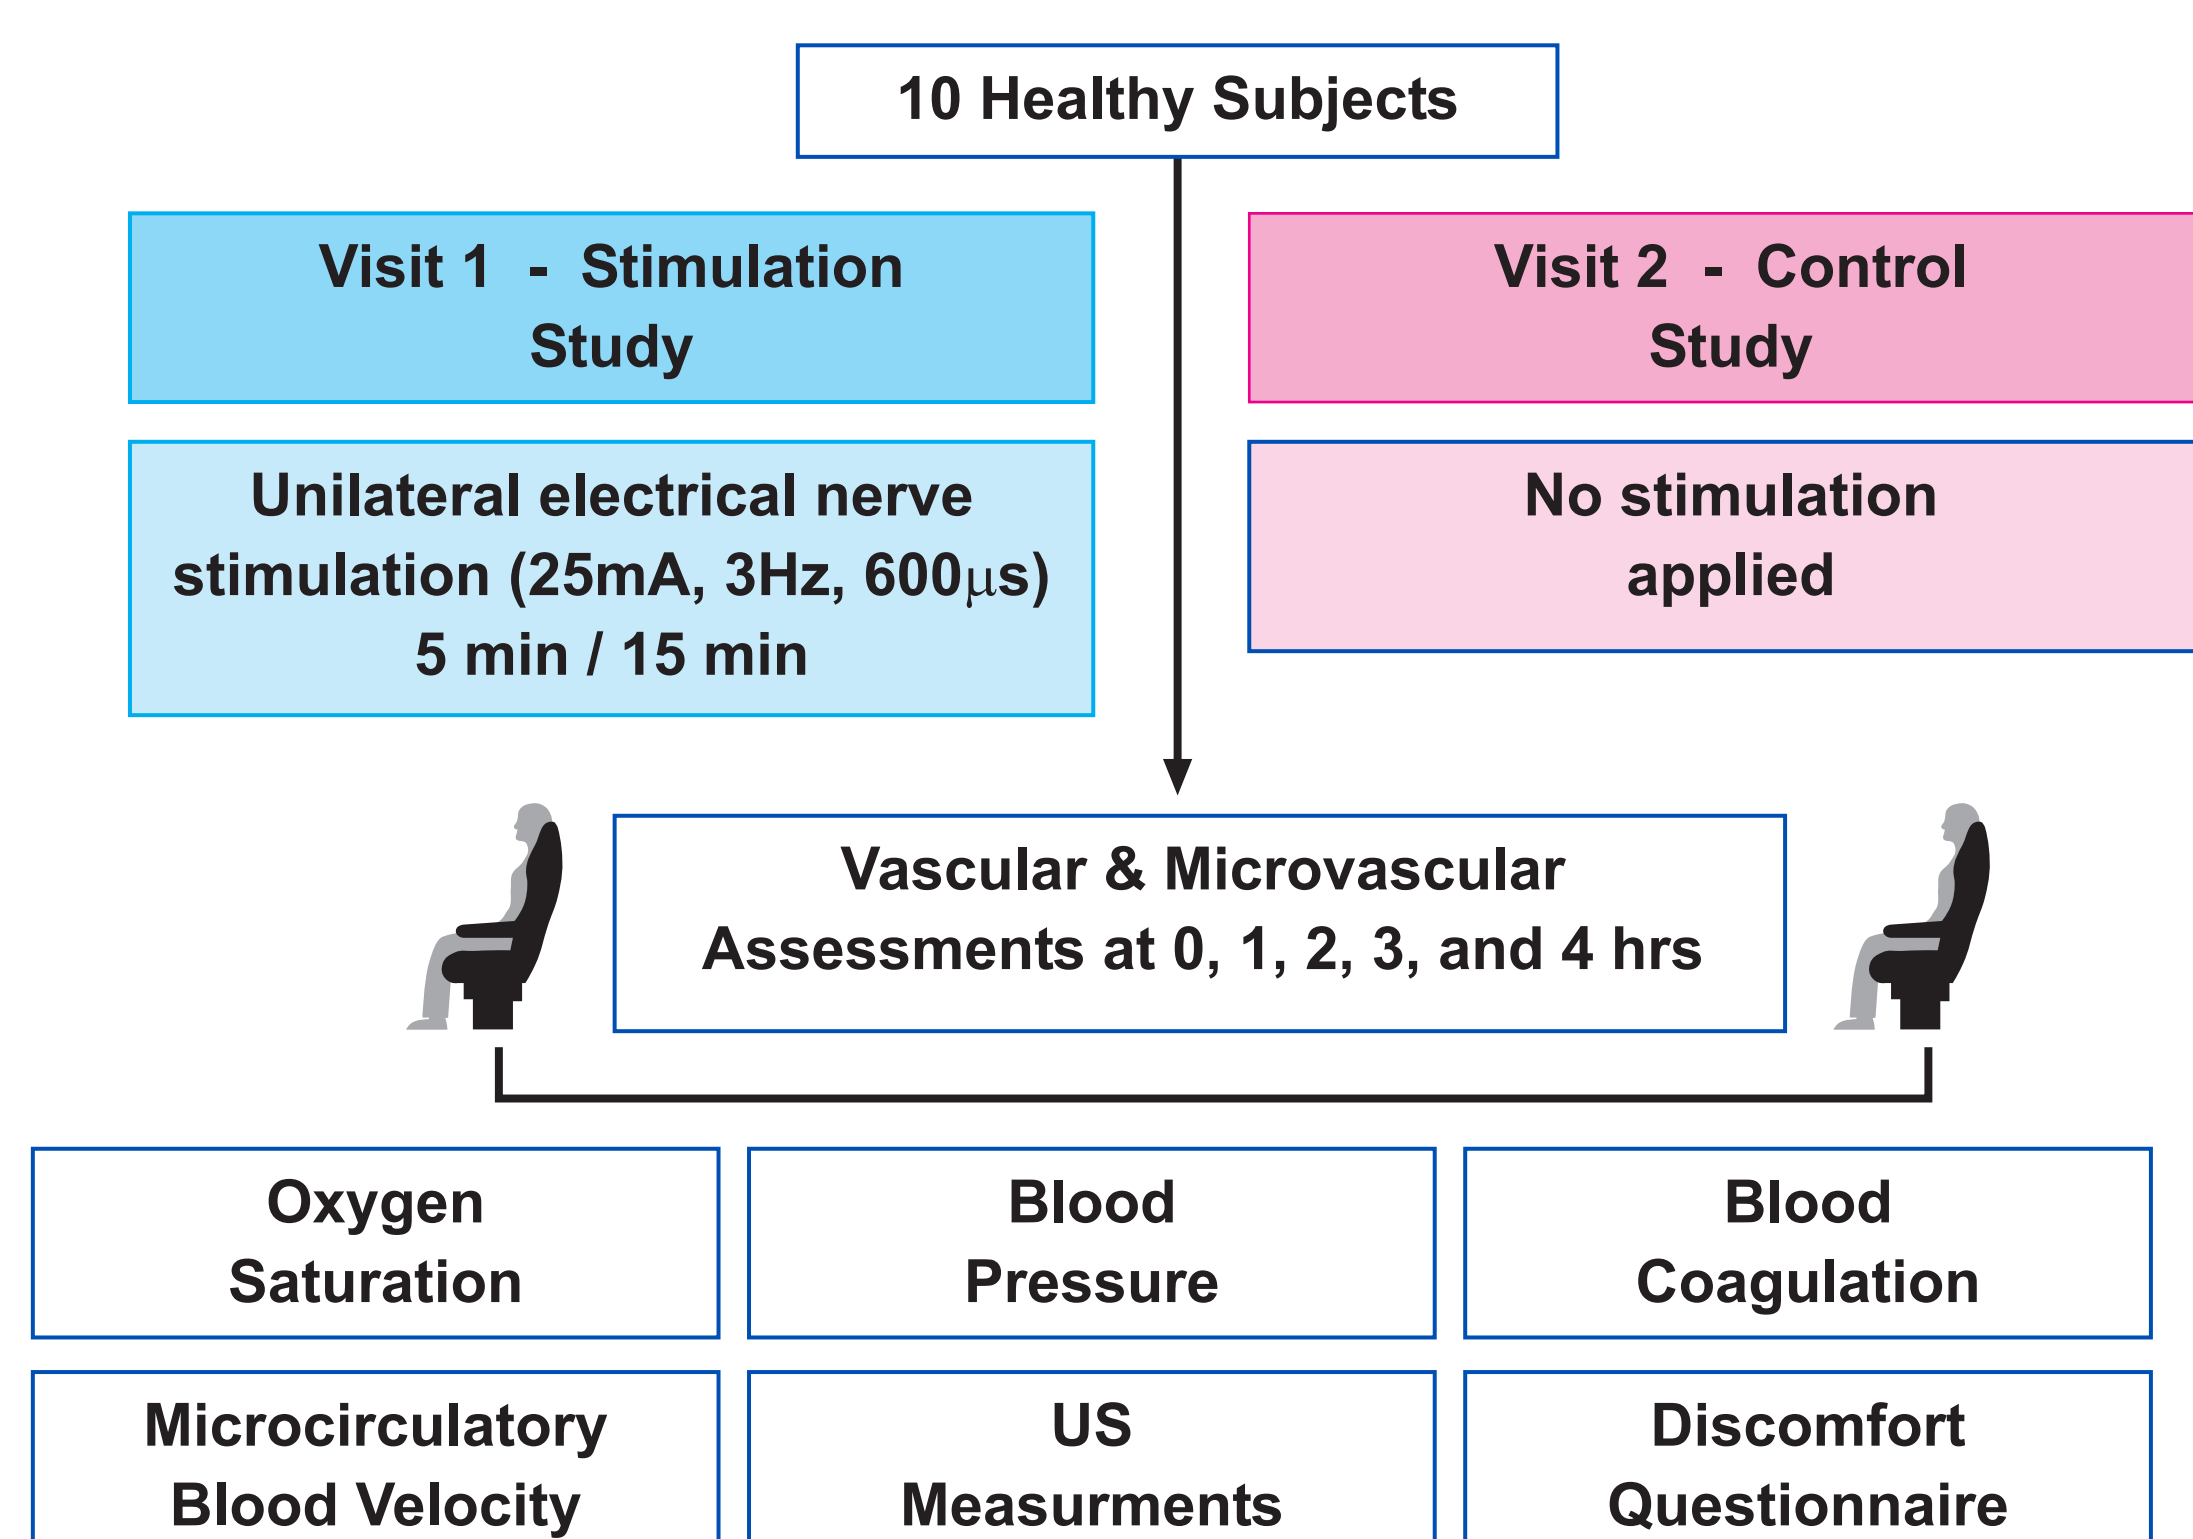 10 Healthy Subjects
Visit 1 - Stimulation
Study
Visit 2 - Control
Study
Unilateral electrical nerve
stimulation (25mA, 3Hz, 600μs)
5 min / 15 min
No stimulation
applied
Vascular & Microvascular
Assessments at 0, 1, 2, 3, and 4 hrs
Oxygen
Saturation
Blood
Pressure
Blood
Coagulation
Microcirculatory
Blood Velocity
US
Measurments
Discomfort
Questionnaire